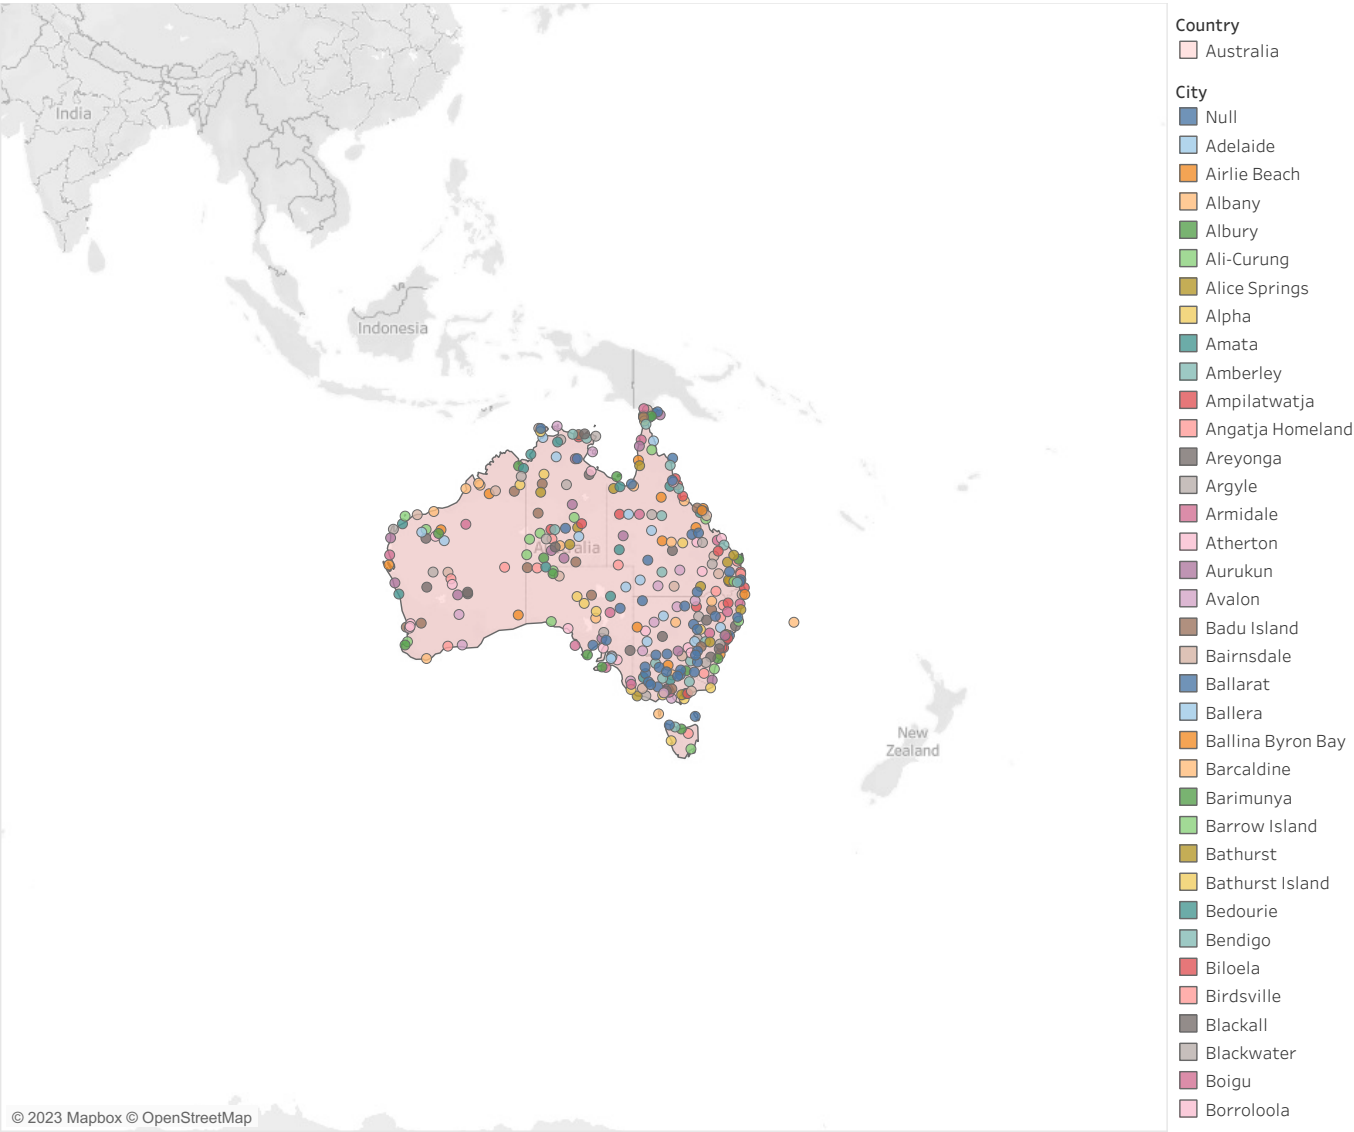 India
Indonesia
Australia
New
Zealand
© 2023 Mapbox © OpenStreetMap
Country
Australia
City
Null
Adelaide
Airlie Beach
Albany
Albury
Ali-Curung
Alice Springs
Alpha
Amata
Amberley
Ampilatwatja
Angatja Homeland
Areyonga
Argyle
Armidale
Atherton
Aurukun
Avalon
Badu Island
Bairnsdale
Ballarat
Ballera
Ballina Byron Bay
Barcaldine
Barimunya
Barrow Island
Bathurst
Bathurst Island
Bedourie
Bendigo
Biloela
Birdsville
Blackall
Blackwater
Boigu
Borroloola